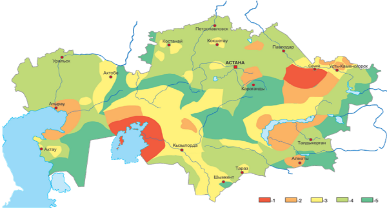 Петропавловск
Костанай
Кокшетау
Павлодар
Уральск
АСТАНА
Семей
Усть-Каменогорск
Актобе
Караганды
Атырау
Актау
Кызылорда
Талдыкорган
Алматы
Тараз
Шымкент
1 2 3 4 5